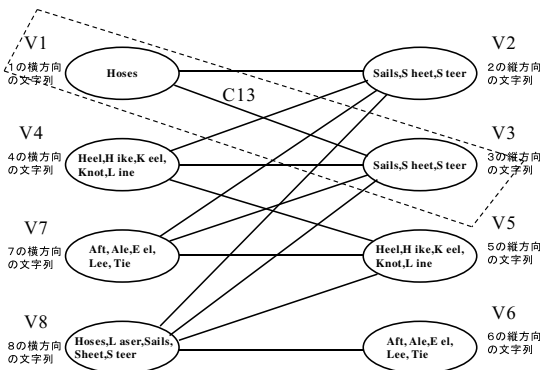 V1
1の横方向
の文字列
Hoses
Sails,S heet,S teer
V2
2の縦方向
の文字列
C13
V4
4の横方向
の文字列
Heel,H ike,K eel,
Knot,L ine
Sails,S heet,S teer
V3
3の縦方向
の文字列
V7
7の横方向
の文字列
Aft, Ale,E el,
Lee, Tie
Heel,H ike,K eel,
Knot,L ine
V5
5の縦方向
の文字列
V8
8の横方向
の文字列
Hoses,L aser,Sails,
Sheet,S teer
Aft, Ale,E el,
Lee, Tie
V6
6の縦方向
の文字列